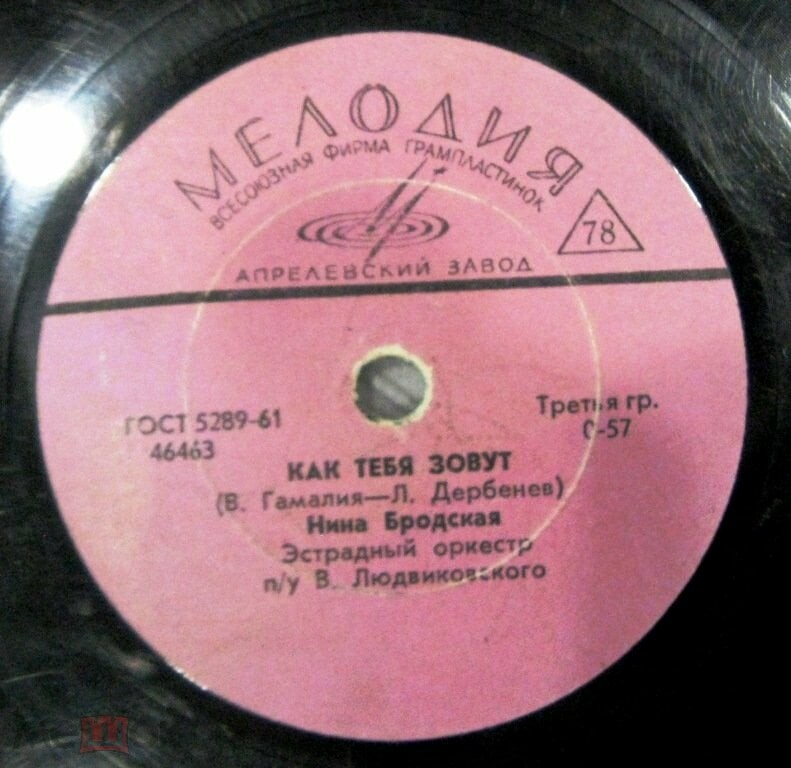 МЕЛОДИЯ
ВСЕСОЮЗНАЯ ФИРМА ГРАМПЛАСТИНОК
78
АПРЕЛЕВСКИЙ ЗАВОД
ГОСТ 5289-61
46463
Третья гр.
0-57
КАК ТЕБЯ ЗОВУТ
(В. Гамалия—Л. Дербенев)
Нина Бродская
Эстрадный оркестр
п/у В. Людвиковского